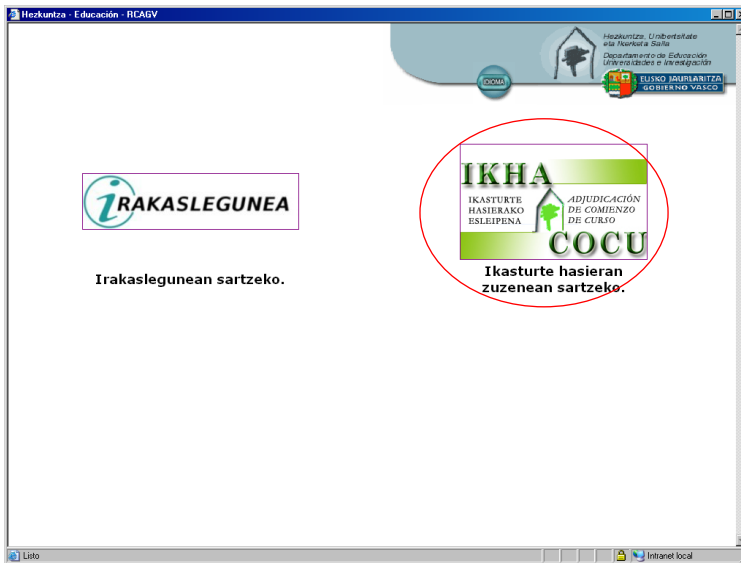 Hezkuntza - Educación - RCAGV
Hezkuntza, Unibertsitate
eta Ikerketa Saila
Departamento de Educación
Universidades e Investigación
IDIOMA
EUSKO JAURLARITZA
GOBIERNO VASCO
iRAKASLEGUNEA
Irakaslegunean sartzeko.
IKHA
IKASTURTE
HASIERAKO
ESLEIPENA
ADJUDICACIÓN
DE COMIENZO
DE CURSO
COCU
Ikasturte hasieran
zuzenean sartzeko.
Listo
Intranet local